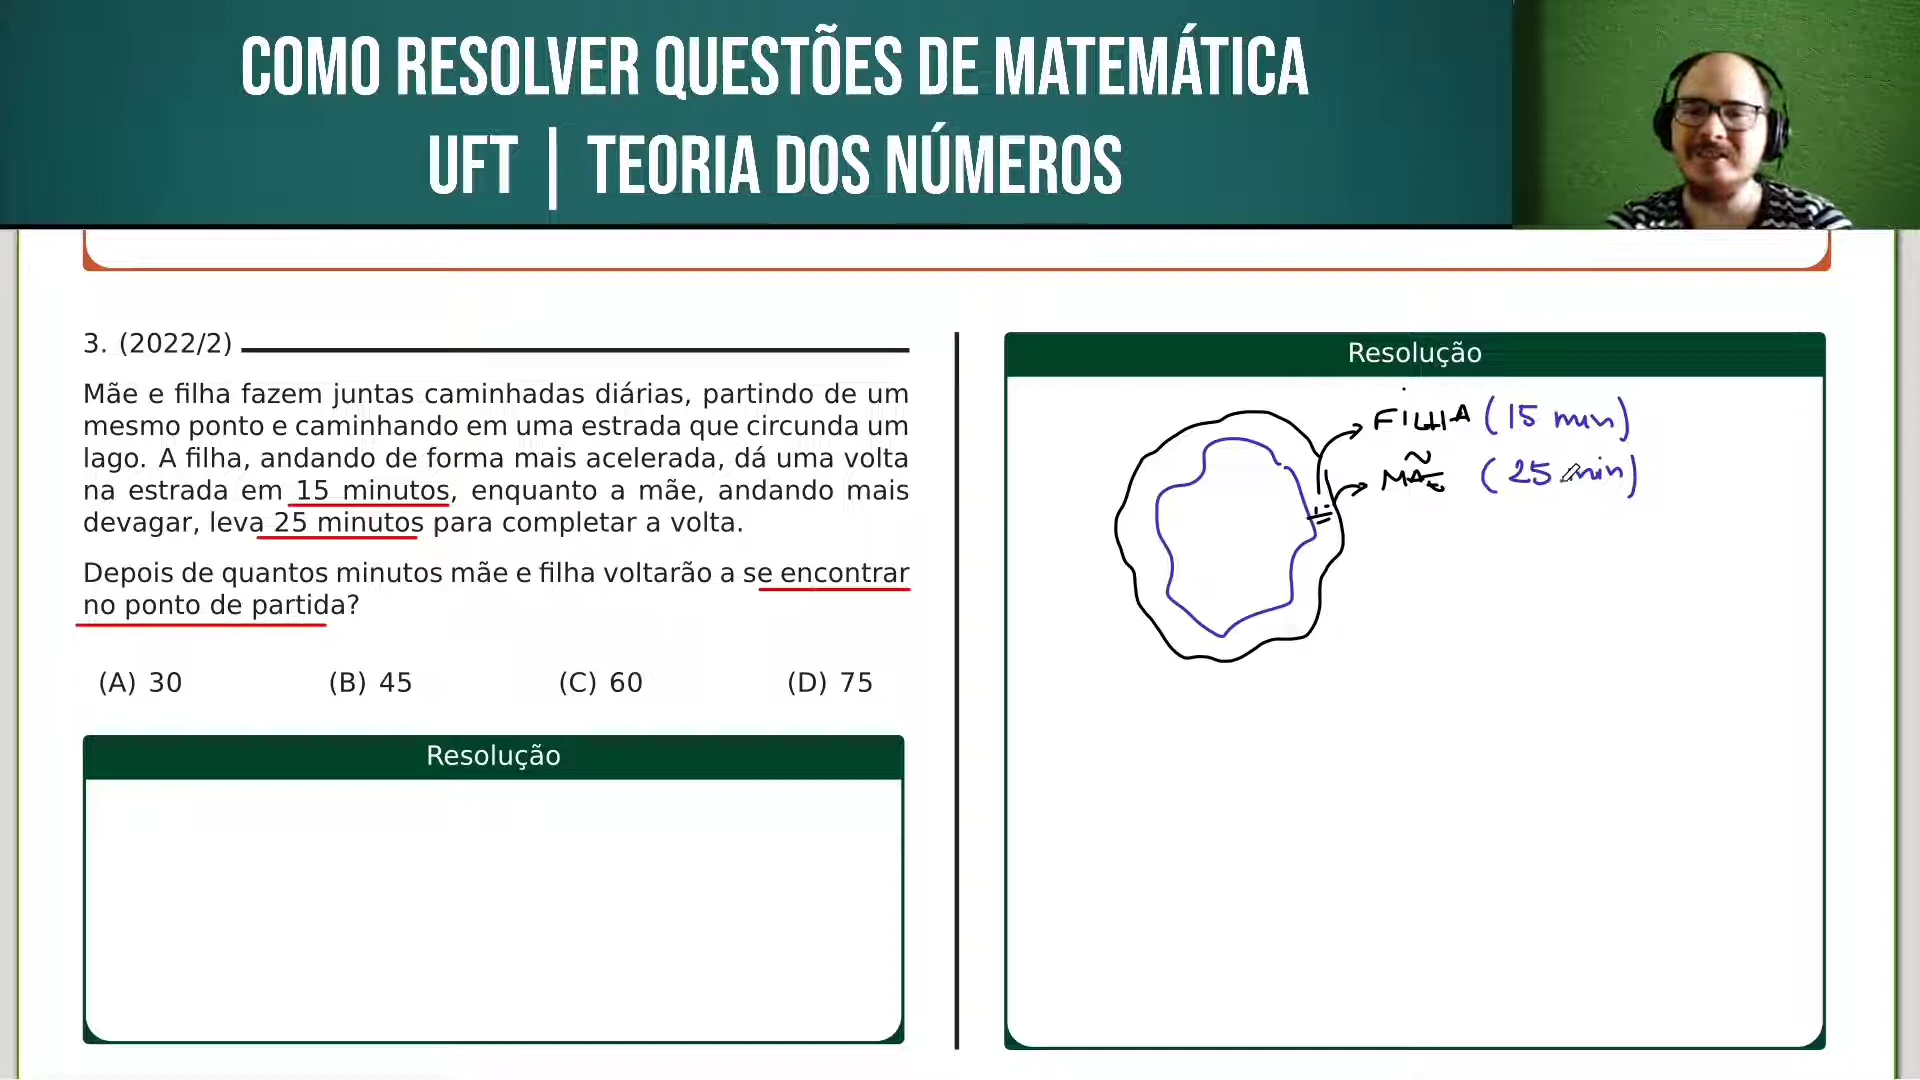 COMO RESOLVER QUESTÕES DE MATEMÁTICA
UFT | TEORIA DOS NÚMEROS
3. (2022/2)
Mãe e filha fazem juntas caminhadas diárias, partindo de um
mesmo ponto e caminhando em uma estrada que circunda um
lago. A filha, andando de forma mais acelerada, dá uma volta
na estrada em 15 minutos, enquanto a mãe, andando mais
devagar, leva 25 minutos para completar a volta.
Depois de quantos minutos mãe e filha voltarão a se encontrar
no ponto de partida?
(A) 30 (B) 45 (C) 60 (D) 75
Resolução
Resolução
FILHA (15 min)
MÃE (25 min)